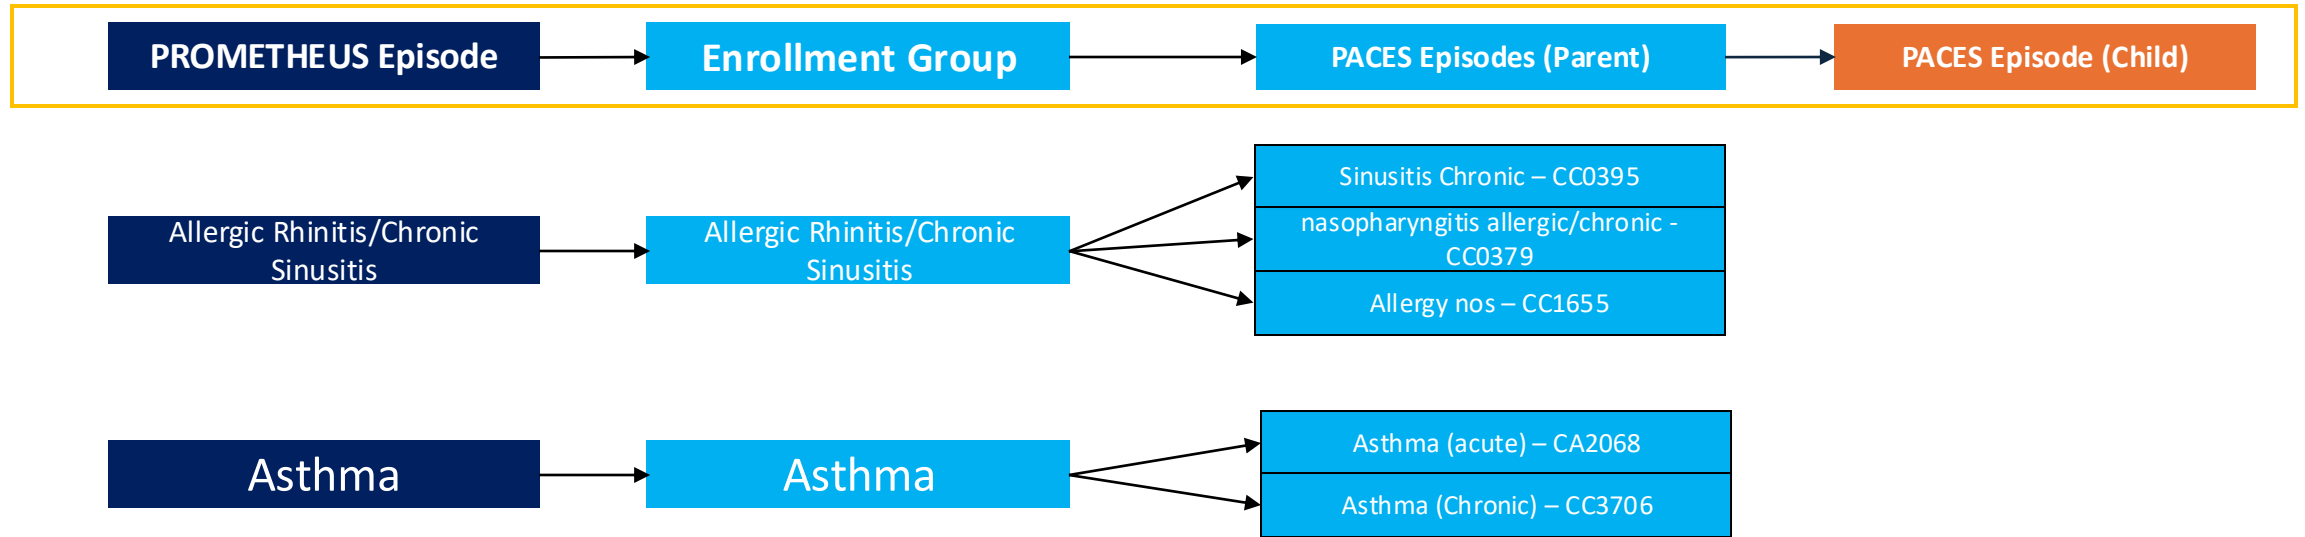 PROMETHEUS Episode
Enrollment Group
PACES Episodes (Parent)
PACES Episode (Child)
Allergic Rhinitis/Chronic
Sinusitis
Allergic Rhinitis/Chronic
Sinusitis
Sinusitis Chronic – CC0395
nasopharyngitis allergic/chronic -
CC0379
Allergy nos – CC1655
Asthma
Asthma
Asthma (acute) – CA2068
Asthma (Chronic) – CC3706